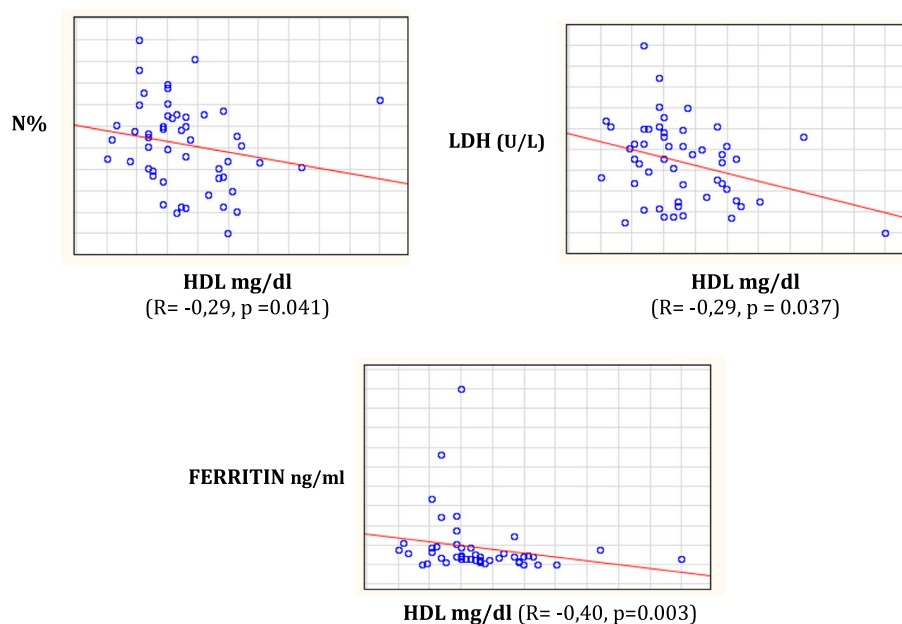 N%
HDL mg/dl
(R= -0,29, p =0.041)
LDH (U/L)
HDL mg/dl
(R= -0,29, p = 0.037)
FERRITIN ng/ml
HDL mg/dl (R= -0,40, p=0.003)